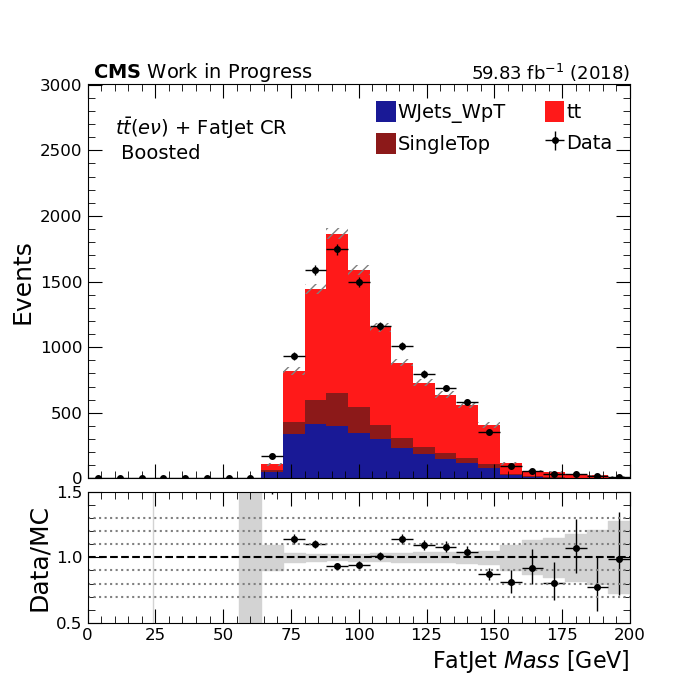 CMS Work in Progress 59.83 fb⁻¹ (2018)
3000
2500
2000
1500
1000
500
0
Events
tt̄(eν) + FatJet CR
Boosted
WJets_WpT
tt
SingleTop
Data
1.5
1.0
0.5
Data/MC
0 25 50 75 100 125 150 175 200
FatJet Mass [GeV]